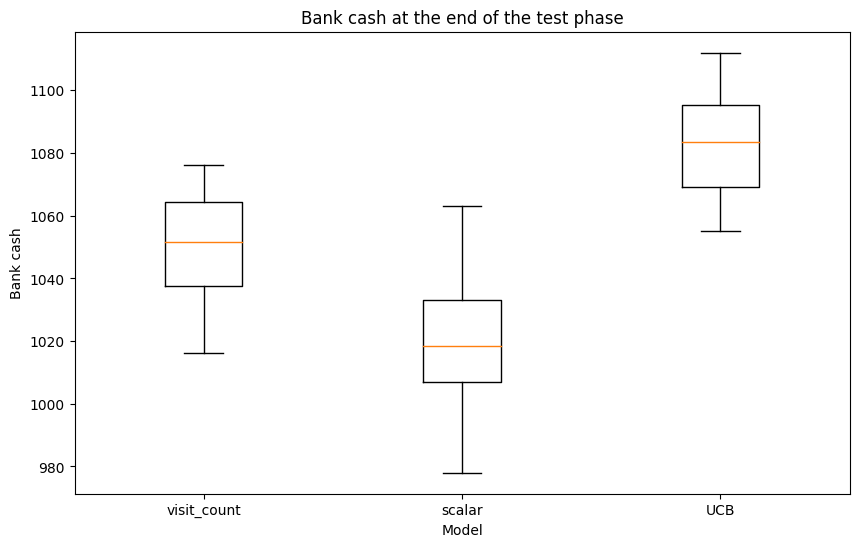 Bank cash at the end of the test phase
Bank cash
1100
1080
1060
1040
1020
1000
980
visit_count
scalar
UCB
Model